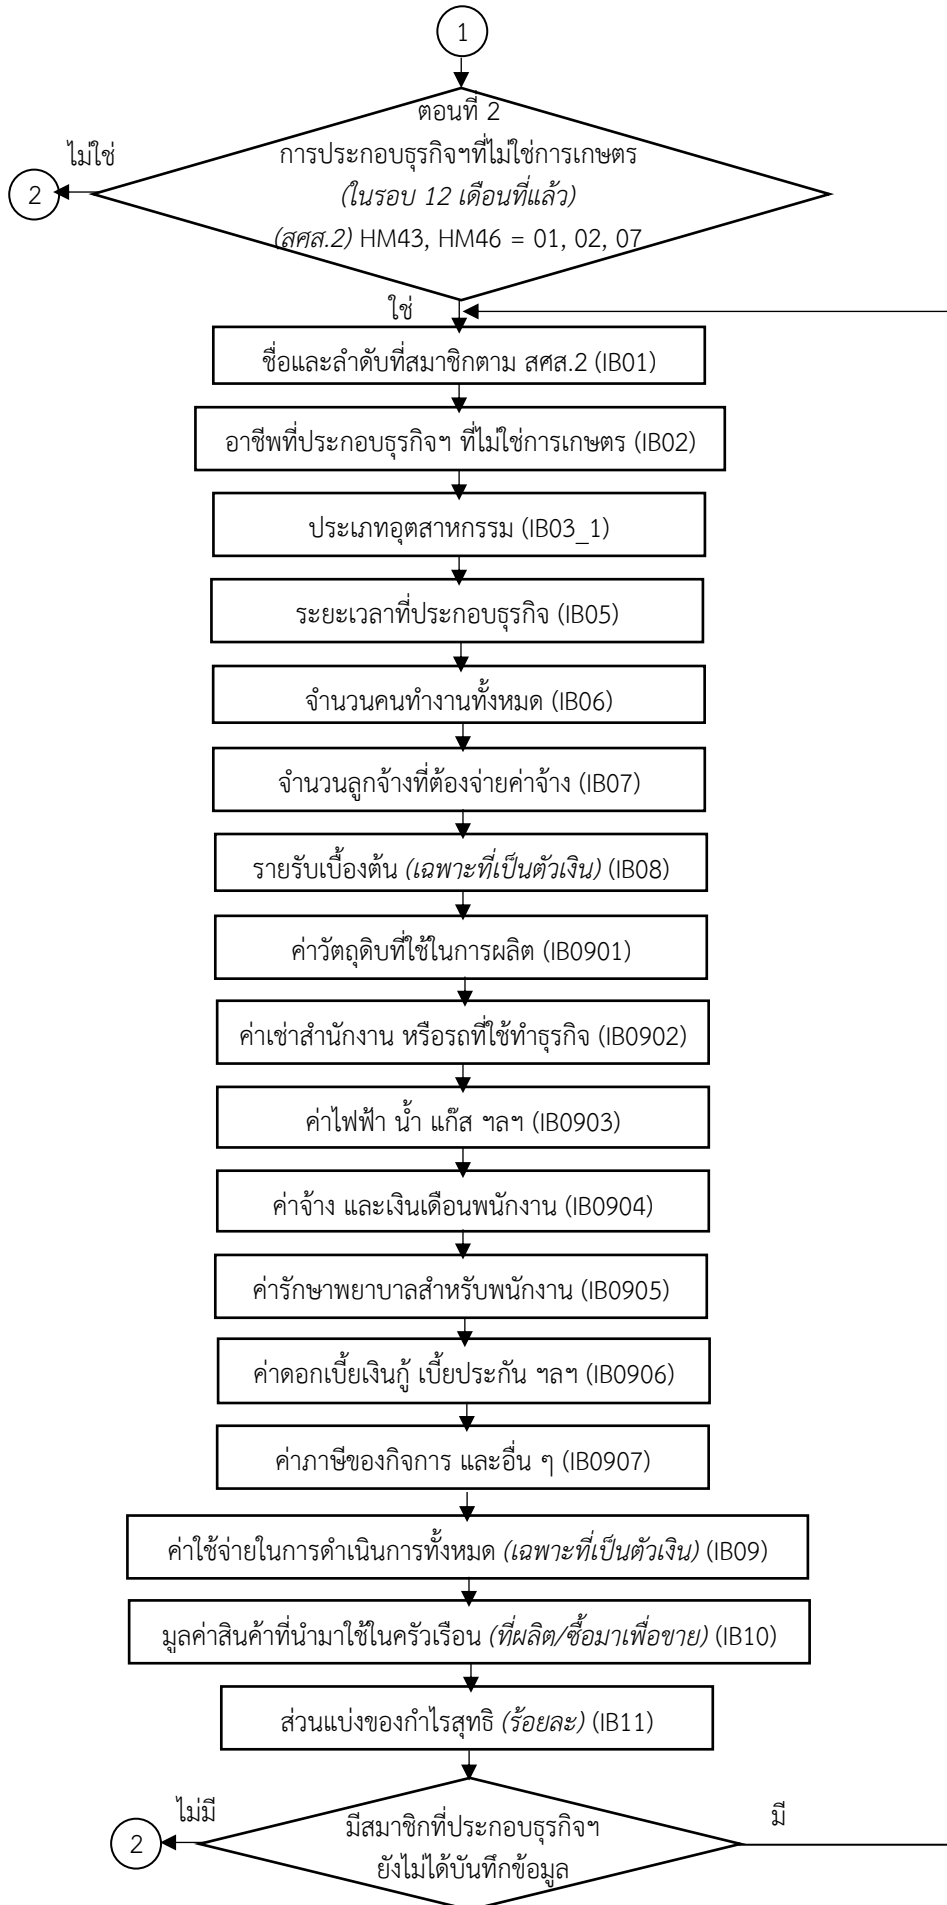 1
ตอนที่ 2
ไม่ใช่
การประกอบธุรกิจฯที่ไม่ใช่การเกษตร
2
(ในรอบ 12 เดือนที่แล้ว)
(สศส.2) HM43, HM46 = 01, 02, 07
ใช่
ชื่อและลำดับที่สมาชิกตาม สศส.2 (IB01)
อาชีพที่ประกอบธุรกิจฯ ที่ไม่ใช่การเกษตร (IB02)
ประเภทอุตสาหกรรม (IB03_1)
ระยะเวลาที่ประกอบธุรกิจ (IB05)
จำนวนคนทำงานทั้งหมด (IB06)
จำนวนลูกจ้างที่ต้องจ่ายค่าจ้าง (IB07)
รายรับเบื้องต้น (เฉพาะที่เป็นตัวเงิน) (IB08)
ค่าวัตถุดิบที่ใช้ในการผลิต (IB0901)
ค่าเช่าสำนักงาน หรือรถที่ใช้ทำธุรกิจ (IB0902)
ค่าไฟฟ้า น้ำ แก๊ส ฯลฯ (IB0903)
ค่าจ้าง และเงินเดือนพนักงาน (IB0904)
ค่ารักษาพยาบาลสำหรับพนักงาน (IB0905)
ค่าดอกเบี้ยเงินกู้ เบี้ยประกัน ฯลฯ (IB0906)
ค่าภาษีของกิจการ และอื่น ๆ (IB0907)
ค่าใช้จ่ายในการดำเนินการทั้งหมด (เฉพาะที่เป็นตัวเงิน) (IB09)
มูลค่าสินค้าที่นำมาใช้ในครัวเรือน (ที่ผลิต/ซื้อมาเพื่อขาย) (IB10)
ส่วนแบ่งของกำไรสุทธิ (ร้อยละ) (IB11)
ไม่มี
มี
มีสมาชิกที่ประกอบธุรกิจฯ
2
ยังไม่ได้บันทึกข้อมูล